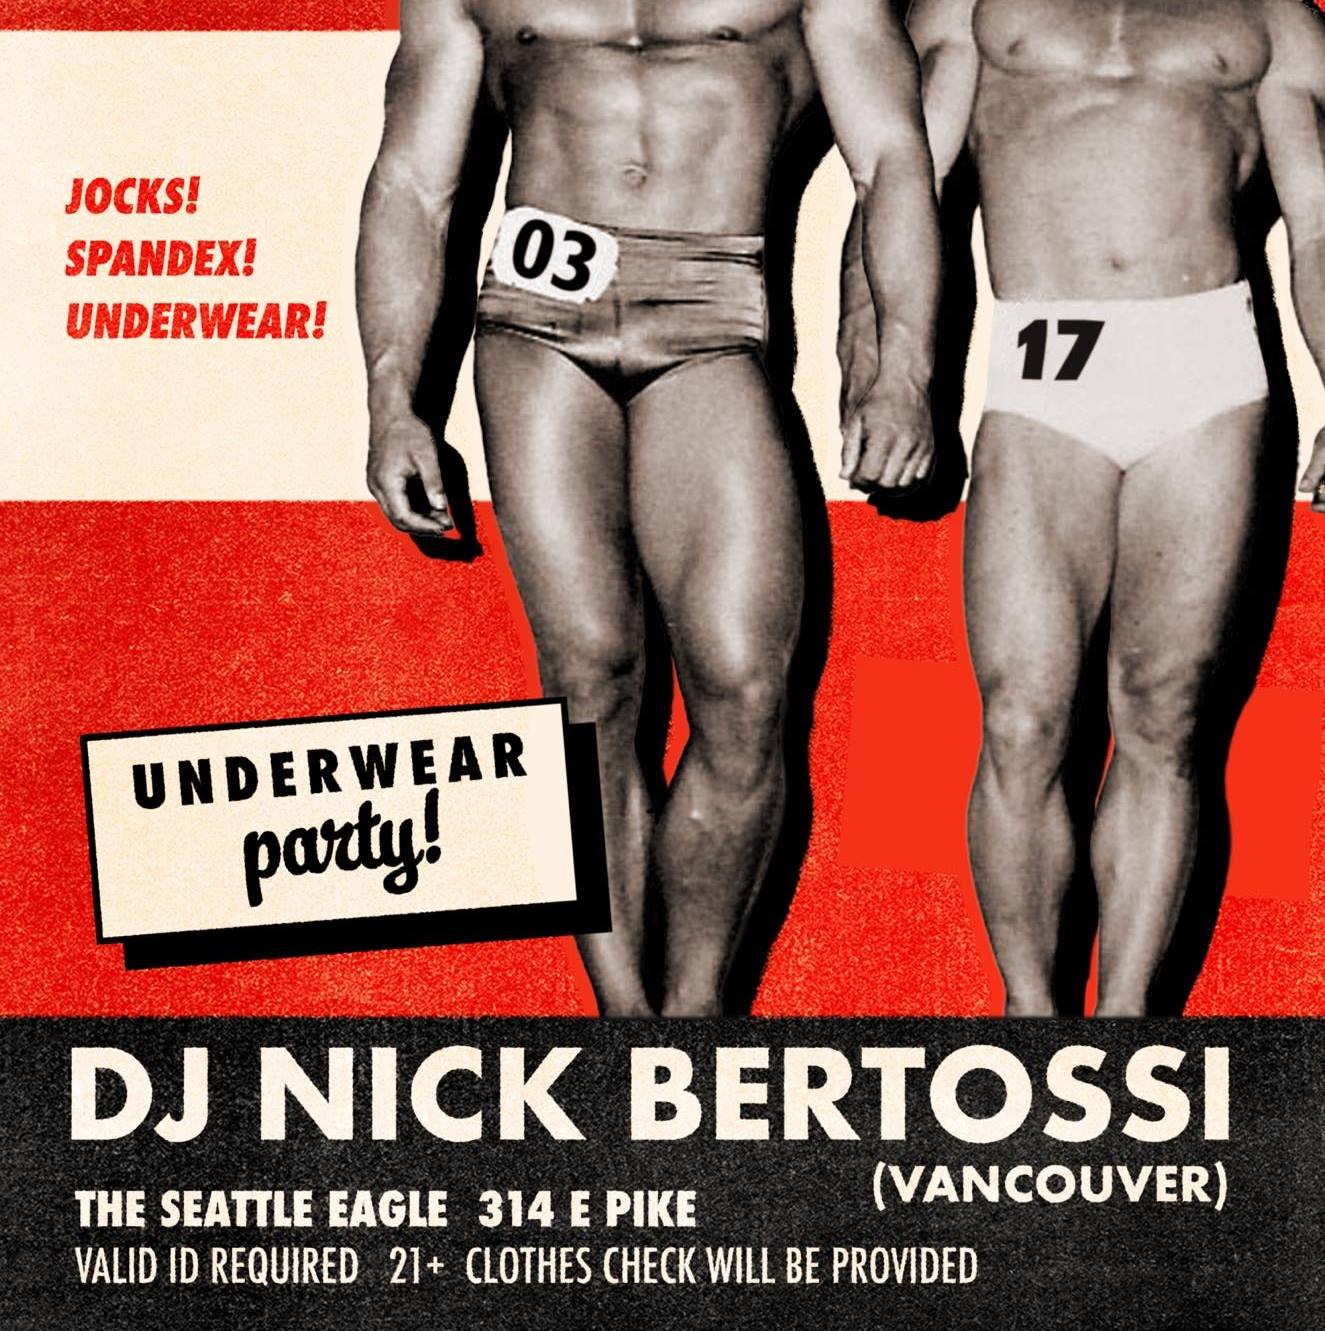 JOCKS!
SPANDEX!
UNDERWEAR!
03
17
UNDERWEAR
party!
DJ NICK BERTOSSI
(VANCOUVER)
THE SEATTLE EAGLE 314 E PIKE
VALID ID REQUIRED 21+ CLOTHES CHECK WILL BE PROVIDED